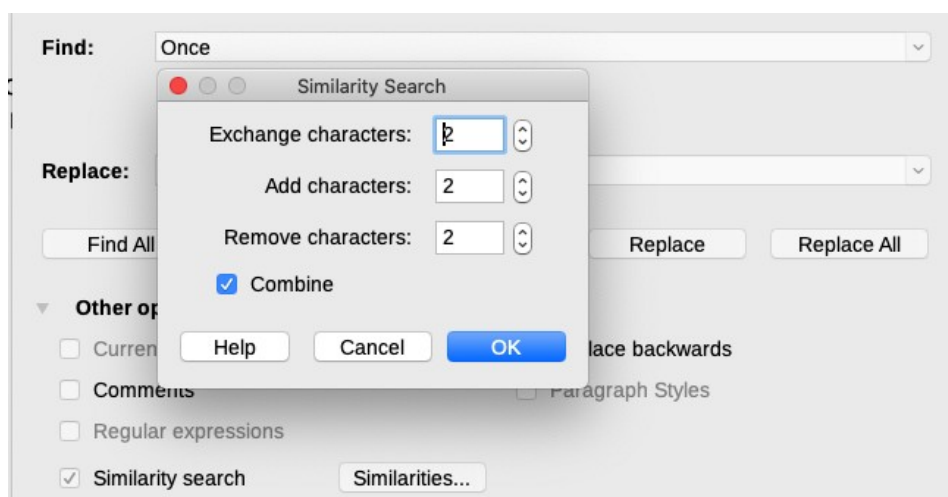 Find: Once
Similarity Search
Exchange characters: 2
Replace:
Add characters: 2
Remove characters: 2
Find All Replace Replace All
Combine
Other op
Help Cancel OK
Curren lace backwards
Comments Paragraph Styles
Regular expressions
Similarity search Similarities...